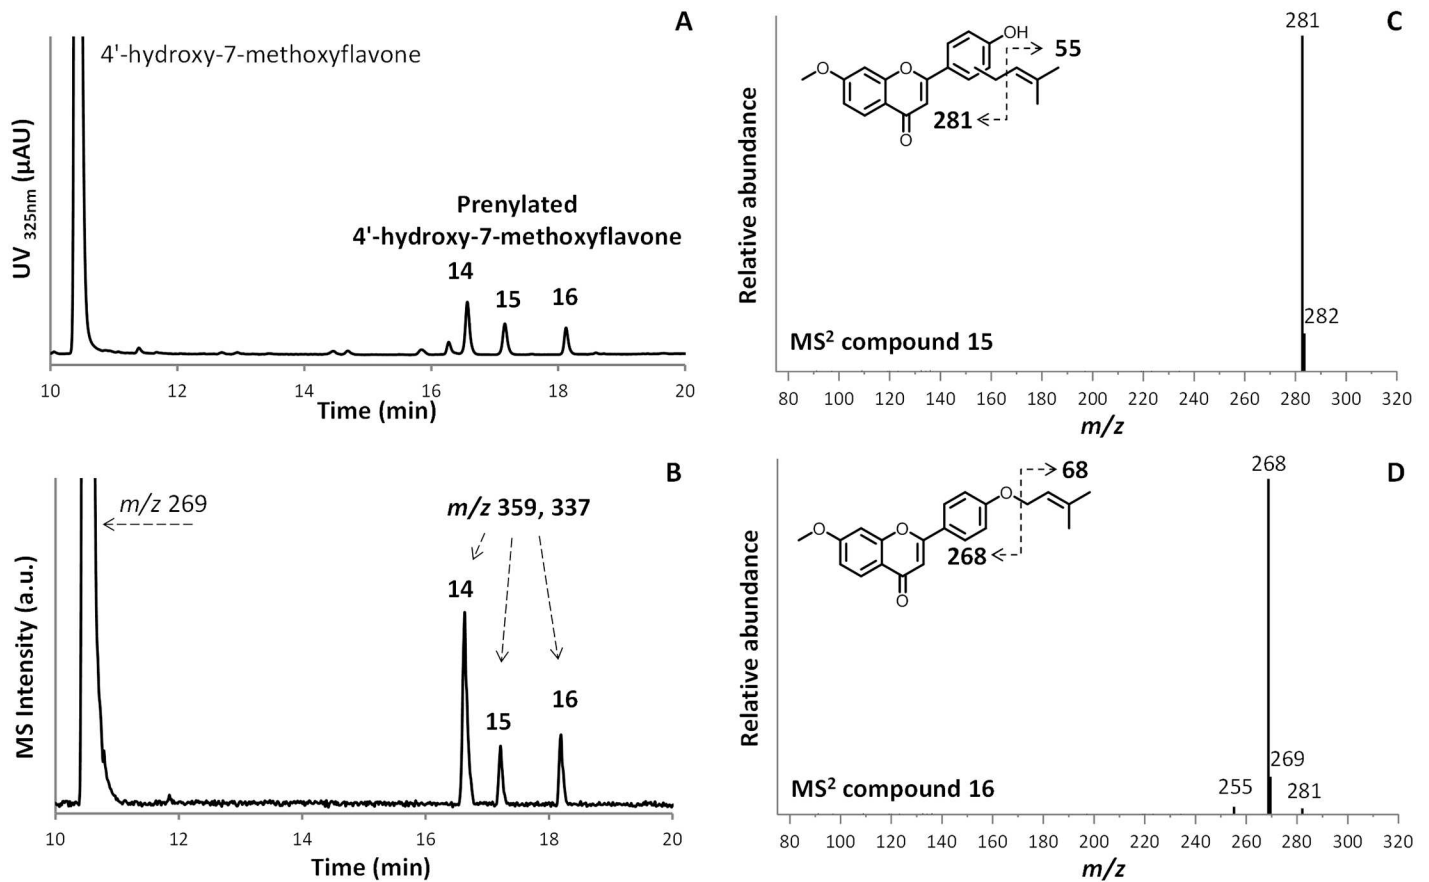 A
4'-hydroxy-7-methoxyflavone
UV 325nm (µAU)
Prenylated
4'-hydroxy-7-methoxyflavone
14
15
16
10 12 14 16 18 20
Time (min)
C
281
OH
55
O
O
281
O
282
Relative abundance
MS² compound 15
80 100 120 140 160 180 200 220 240 260 280 300 320
m/z
B
m/z 269
m/z 359, 337
14
15
16
MS Intensity (a.u.)
10 12 14 16 18 20
Time (min)
D
268
68
O
O
O
268
O
269
255
281
Relative abundance
MS² compound 16
80 100 120 140 160 180 200 220 240 260 280 300 320
m/z